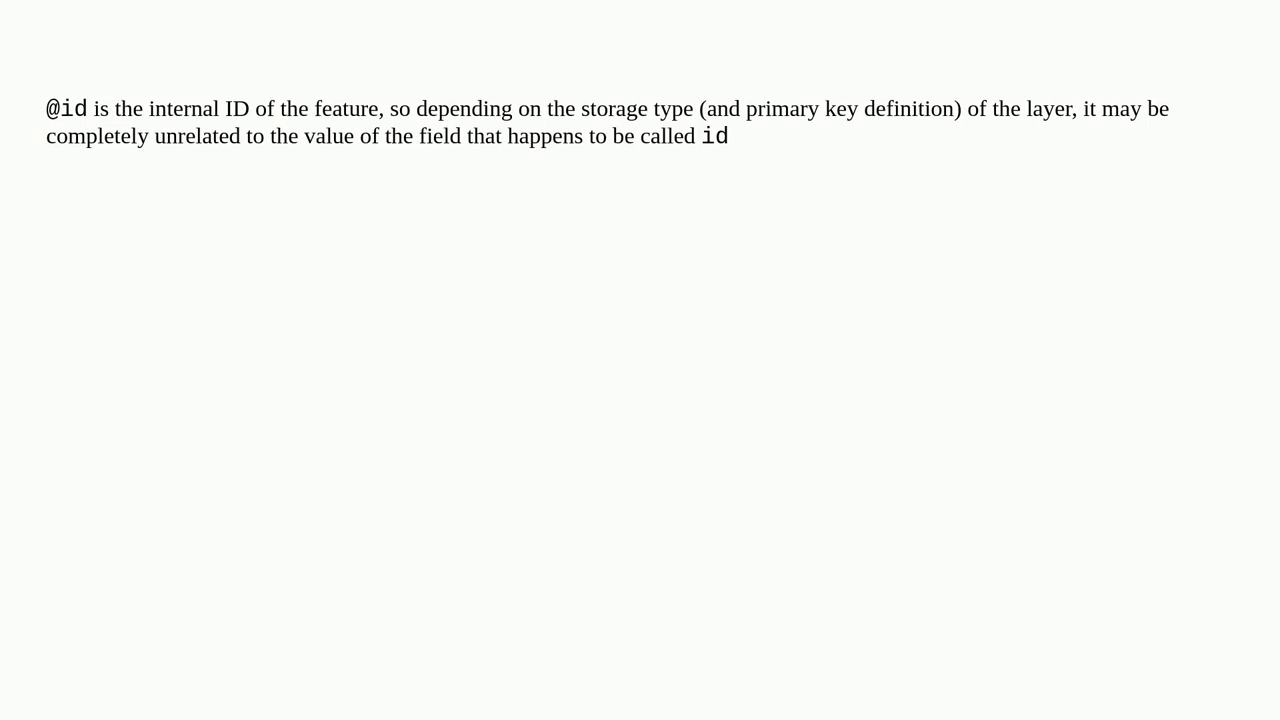 @id is the internal ID of the feature, so depending on the storage type (and primary key definition) of the layer, it may be
completely unrelated to the value of the field that happens to be called id